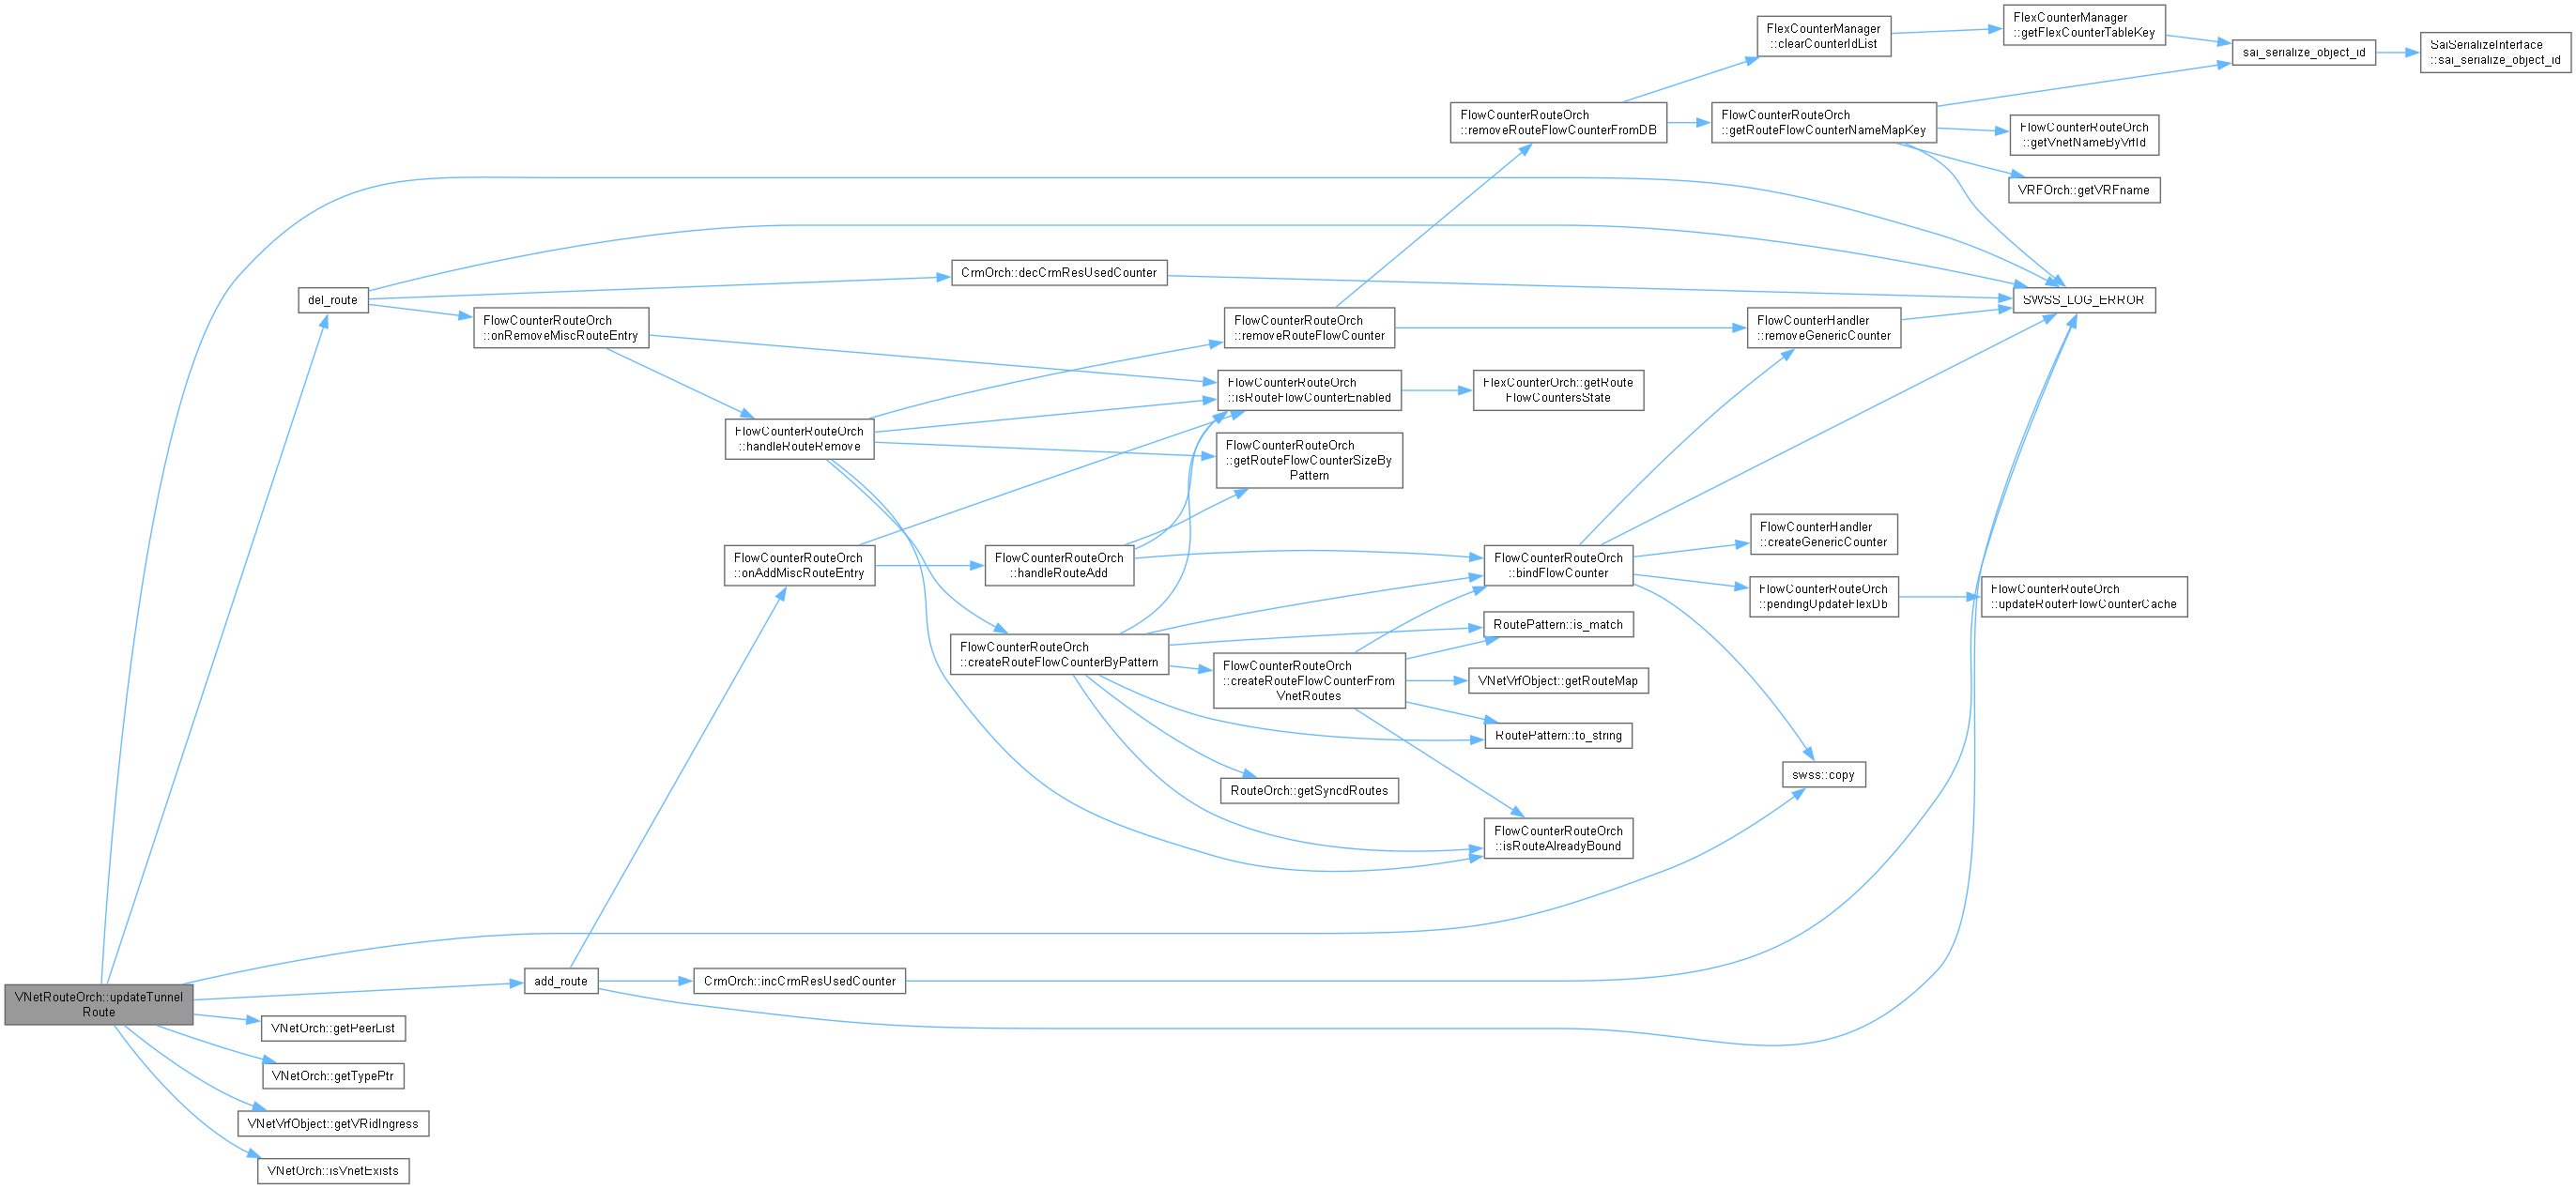 FlexCounterManager
::getFlexCounterTableKey
FlexCounterManager
::clearCounterIdList
sai_serialize_object_id
SaiSerializeInterface
::sai_serialize_object_id
FlowCounterRouteOrch
::removeRouteFlowCounterFromDB
FlowCounterRouteOrch
::getRouteFlowCounterNameMapKey
FlowCounterRouteOrch
::getVnetNameByVrfId
VRFOrch::getVRFname
CrmOrch::decCrmResUsedCounter
del_route
SWSS_LOG_ERROR
FlowCounterRouteOrch
::onRemoveMiscRouteEntry
FlowCounterRouteOrch
::removeRouteFlowCounter
FlowCounterHandler
::removeGenericCounter
FlowCounterRouteOrch
::isRouteFlowCounterEnabled
FlexCounterOrch::getRoute
FlowCountersState
FlowCounterRouteOrch
::handleRouteRemove
FlowCounterRouteOrch
::getRouteFlowCounterSizeBy
Pattern
FlowCounterHandler
::createGenericCounter
FlowCounterRouteOrch
::onAddMiscRouteEntry
FlowCounterRouteOrch
::handleRouteAdd
FlowCounterRouteOrch
::bindFlowCounter
FlowCounterRouteOrch
::pendingUpdateFlexDb
FlowCounterRouteOrch
::updateRouterFlowCounterCache
RoutePattern::is_match
FlowCounterRouteOrch
::createRouteFlowCounterByPattern
FlowCounterRouteOrch
::createRouteFlowCounterFrom
VnetRoutes
VNetVrfObject::getRouteMap
RoutePattern::to_string
swss::copy
RouteOrch::getSyncdRoutes
FlowCounterRouteOrch
::isRouteAlreadyBound
add_route
CrmOrch::incCrmResUsedCounter
VNetRouteOrch::updateTunnel
Route
VNetOrch::getPeerList
VNetOrch::getTypePtr
VNetVrfObject::getVRidIngress
VNetOrch::isVnetExists